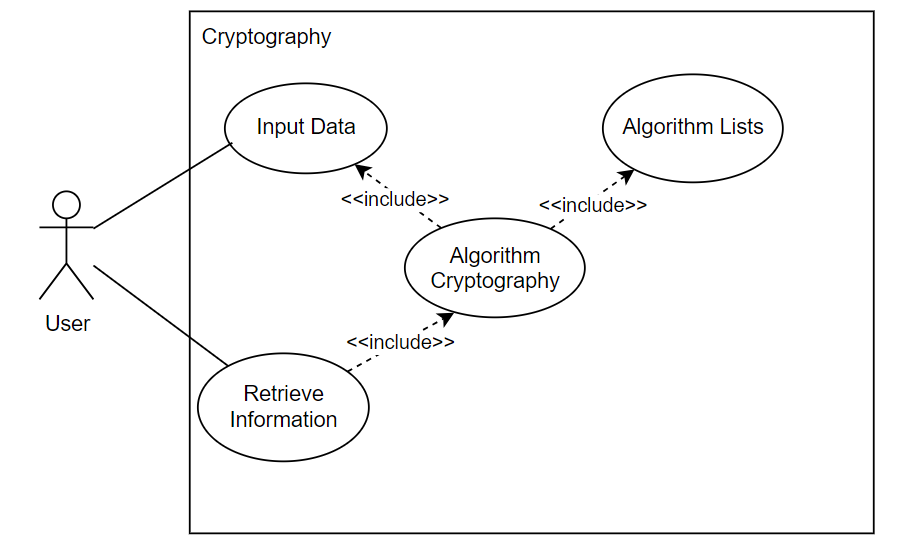 Cryptography
Input Data
Algorithm Lists
<<include>>
<<include>>
Algorithm
Cryptography
User
<<include>>
Retrieve
Information